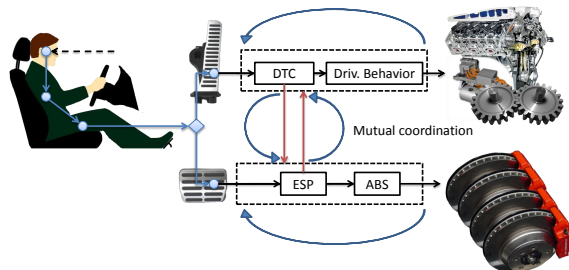 DTC
Driv. Behavior
Mutual coordination
ESP
ABS